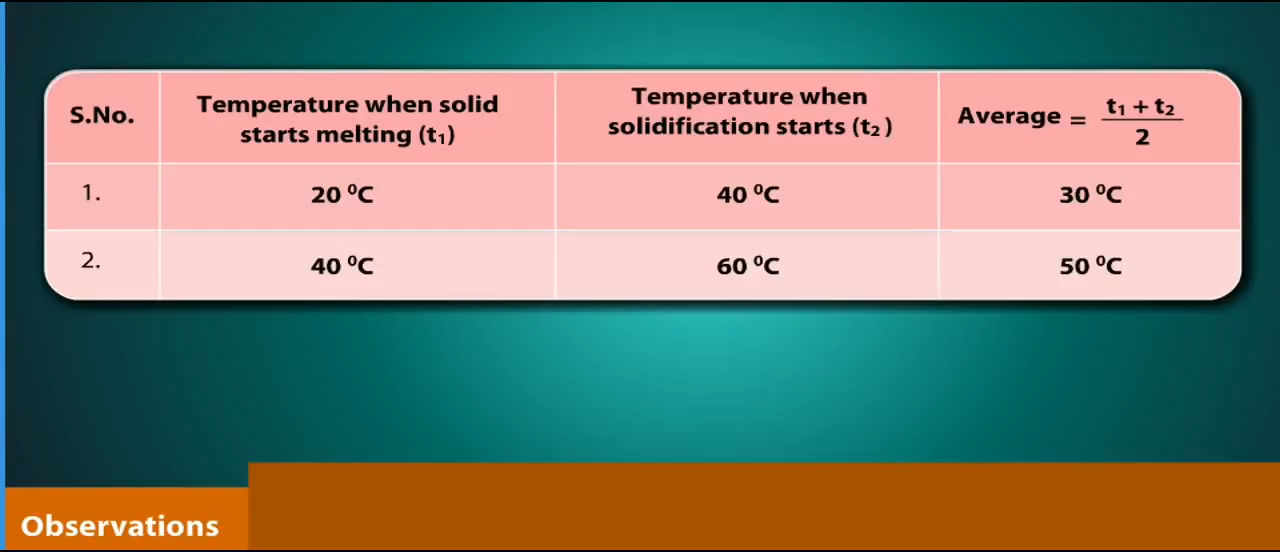 S.No.
Temperature when solid
starts melting (t₁)
Temperature when
solidification starts (t₂)
Average = t₁ + t₂
2
1.
20 ⁰C
40 ⁰C
30 ⁰C
2.
40 ⁰C
60 ⁰C
50 ⁰C
Observations